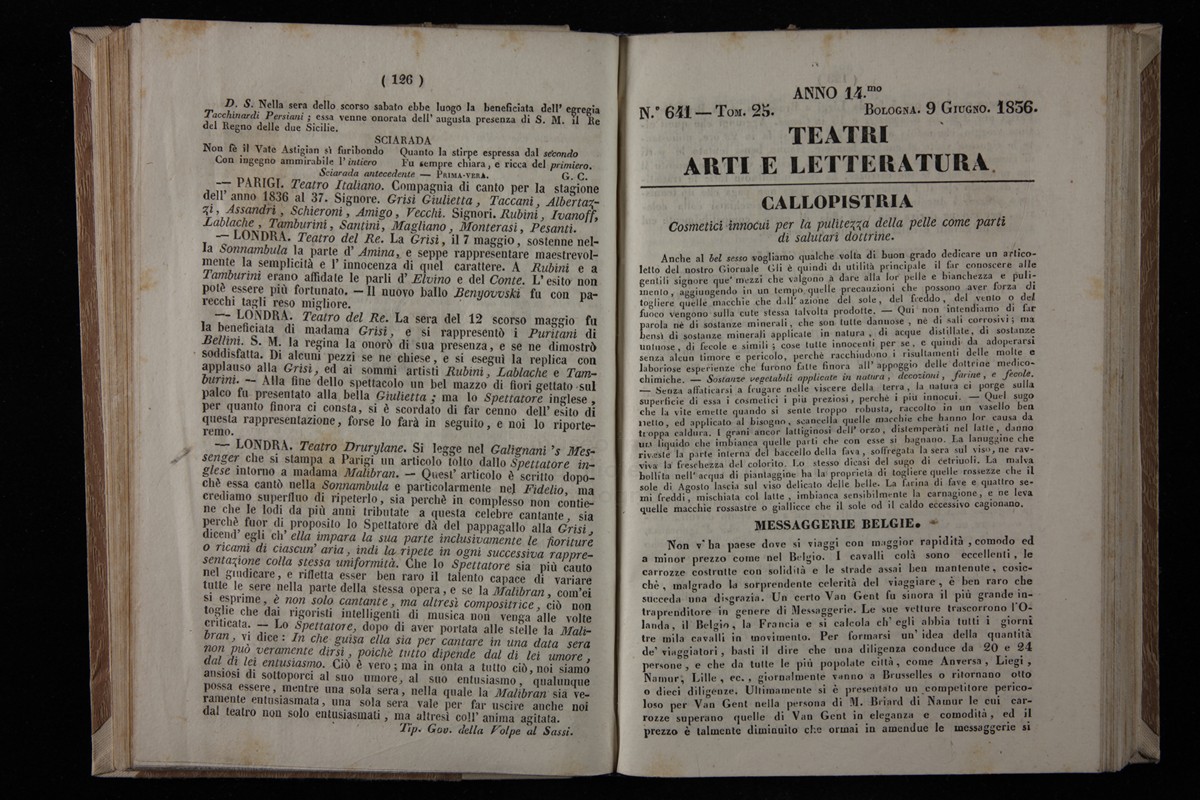 ( 126 )
D. S. Nella sera dello scorso sabato ebbe luogo la beneficiata dell' egregia
Tacchinardi Persiani ; essa venne onorata dell' augusta presenza di S. M. il Re
del Regno delle due Sicilie.
SCIARADA
Non fè il Vate Astigian sì furibondo Quanto la stirpe espressa dal secondo
Con ingegno ammirabile l'intiero Fu sempre chiara, e ricca del primiero.
Sciarada antecedente — PRIMA-VERA. G. C.
— PARIGI. Teatro Italiano. Compagnia di canto per la stagione
dell' anno 1836 al 37. Signore. Grisi Giulietta, Taccani, Albertaz-
zi, Assandri, Schieroni, Amigo, Vecchi. Signori. Rubini, Ivanoff,
Lablache, Tamburini, Santini, Magliano, Monterasi, Pesanti.
— LONDRA. Teatro del Re. La Grisi, il 7 maggio, sostenne nel-
la Sonnambula la parte d' Amina, e seppe rappresentare maestrevol-
mente la semplicità e l' innocenza di quel carattere. A Rubini e a
Tamburini erano affidate le parli d' Elvino e del Conte. L'esito non
potè essere più fortunato. — Il nuovo ballo Benyowski fu con pa-
recchi tagli reso migliore.
— LONDRA. Teatro del Re. La sera del 12 scorso maggio fu
la beneficiata di madama Grisi, e si rappresentò i Puritani di
Bellini. S. M. la regina la onorò di sua presenza, e se ne dimostrò
soddisfatta. Di alcuni pezzi se ne chiese, e si eseguì la replica con
applauso alla Grisi, ed ai sommi artisti Rubini, Lablache e Tam-
burini. — Alla fine dello spettacolo un bel mazzo di fiori gettato sul
palco fu presentato alla bella Giulietta ; ma lo Spettatore inglese,
per quanto finora ci consta, si è scordato di far cenno dell' esito di
questa rappresentazione, forse lo farà in seguito, e noi lo riporte-
remo.
— LONDRA. Teatro Drurylane. Si legge nel Galignani 's Mes-
senger che si stampa a Parigi un articolo tolto dallo Spettatore in-
glese intorno a madama Malibran. — Quest' articolo è scritto dopo-
chè essa cantò nella Sonnambula e particolarmente nel Fidelio, ma
crediamo superfluo di ripeterlo, sia perchè in complesso non contie-
ne che le lodi da più anni tributate a questa celebre cantante, sia
perchè fuor di proposito lo Spettatore dà del pappagallo alla Grisi,
dicend' egli ch' ella impara la sua parte inclusivamente le fioriture
o ricami di ciascun' aria, indi la ripete in ogni successiva rappre-
sentazione colla stessa uniformità. Che lo Spettatore sia più cauto
nel giudicare, e rifletta esser ben raro il talento capace di variare
tutte le sere nella parte della stessa opera, e se la Malibran, com'ei
si esprime, è non solo cantante, ma altresì compositrice, ciò non
toglie che dai rigoristi intelligenti di musica non venga alle volte
criticata. — Lo Spettatore, dopo di aver portata alle stelle la Mali-
bran, vi dice : In che guisa ella sia per cantare in una data sera
non può veramente dirsi, poichè tutto dipende dal di lei umore,
dal di lei entusiasmo. Ciò è vero ; ma in onta a tutto ciò, noi siamo
ansiosi di sottoporci al suo umore, al suo entusiasmo, qualunque
possa essere, mentre una sola sera, nella quale la Malibran sia ve-
ramente entusiasmata, una sola sera vale per far uscire anche noi
dal teatro non solo entusiasmati, ma altresì coll' anima agitata.
Tip. Gov. della Volpe al Sassi.
ANNO 14.mo
N.° 641 — TOM. 25. BOLOGNA. 9 GIUGNO. 1836.
TEATRI
ARTI E LETTERATURA
CALLOPISTRIA
Cosmetici innocui per la pulitezza della pelle come parti
di salutari dottrine.
Anche al bel sesso vogliamo qualche volta di buon grado dedicare un artico-
letto del nostro Giornale Gli è quindi di utilità principale il far conoscere alle
gentili signore que' mezzi che valgono à dare alla lor pelle e bianchezza e puli-
mento, aggiungendo in un tempo quelle precauzioni che possono aver forza di
togliere quelle macchie che dall' azione del sole, del freddo, del vento o del
fuoco vengono sulla cute stessa talvolta prodotte. — Qui non intendiamo di far
parola nè di sostanze minerali, che son tutte dannose, nè di sali corrosivi ; ma
bensì di sostanze minerali applicate in natura, di acque distillate, di sostanze
untuose, di fecole e simili ; cose tutte innocenti per se, e quindi da adoperarsi
senza alcun timore e pericolo, perchè racchiudono i risultamenti delle molte e
laboriose esperienze che furono fatte finora all' appoggio delle dottrine medico-
chimiche. — Sostanze vegetabili applicate in natura, decozioni, farine, e fecole.
— Senza affaticarsi a frugare nelle viscere della terra, la natura ci porge sulla
superficie di essa i cosmetici i più preziosi, perchè i più innocui. — Quel sugo
che la vite emette quando si sente troppo robusta, raccolto in un vasello ben
netto, ed applicato al bisogno, scancella quelle macchie che hanno lor causa da
troppa caldura. I grani ancor lattiginosi dell' orzo, distemperati nel latte, danno
un liquido che imbianca quelle parti che con esse si bagnano. La lanuggine che
riveste la parte interna del baccello della fava, soffregata la sera sul viso, ne rav-
viva la freschezza del colorito. Lo stesso dicasi del sugo di cetriuoli. La malva
bollita nell' acqua di piantaggine ha la proprietà di togliere quelle rossezze che il
sole di Agosto lascia sul viso delicato delle belle. La farina di fave e quattro se-
mi freddi, mischiata col latte, imbianca sensibilmente la carnagione, e ne leva
quelle macchie rossastre o giallicce che il sole od il caldo eccessivo cagionano.
MESSAGGERIE BELGIE.
Non v'ha paese dove si viaggi con maggior rapidità, comodo ed
a minor prezzo come nel Belgio. I cavalli colà sono eccellenti, le
carrozze costrutte con solidità e le strade assai ben mantenute, cosic-
chè, malgrado la sorprendente celerità del viaggiare, è ben raro che
succeda una disgrazia. Un certo Van Gent fu sinora il più grande in-
traprenditore in genere di Messaggerie. Le sue vetture trascorrono l'O-
landa, il Belgio, la Francia e si calcola ch' egli abbia tutti i giorni
tre mila cavalli in movimento. Per formarsi un' idea della quantità
de' viaggiatori, basti il dire che una diligenza conduce da 20 e 24
persone, e che da tutte le più popolate città, come Anversa, Liegi,
Namur, Lille, ec., giornalmente vanno a Brusselles o ritornano otto
o dieci diligenze. Ultimamente si è presentato un competitore perico-
loso per Van Gent nella persona di M. Briard di Namur le cui car-
rozze superano quelle di Van Gent in eleganza e comodità, ed il
prezzo è talmente diminuito che ormai in amendue le messaggerie si